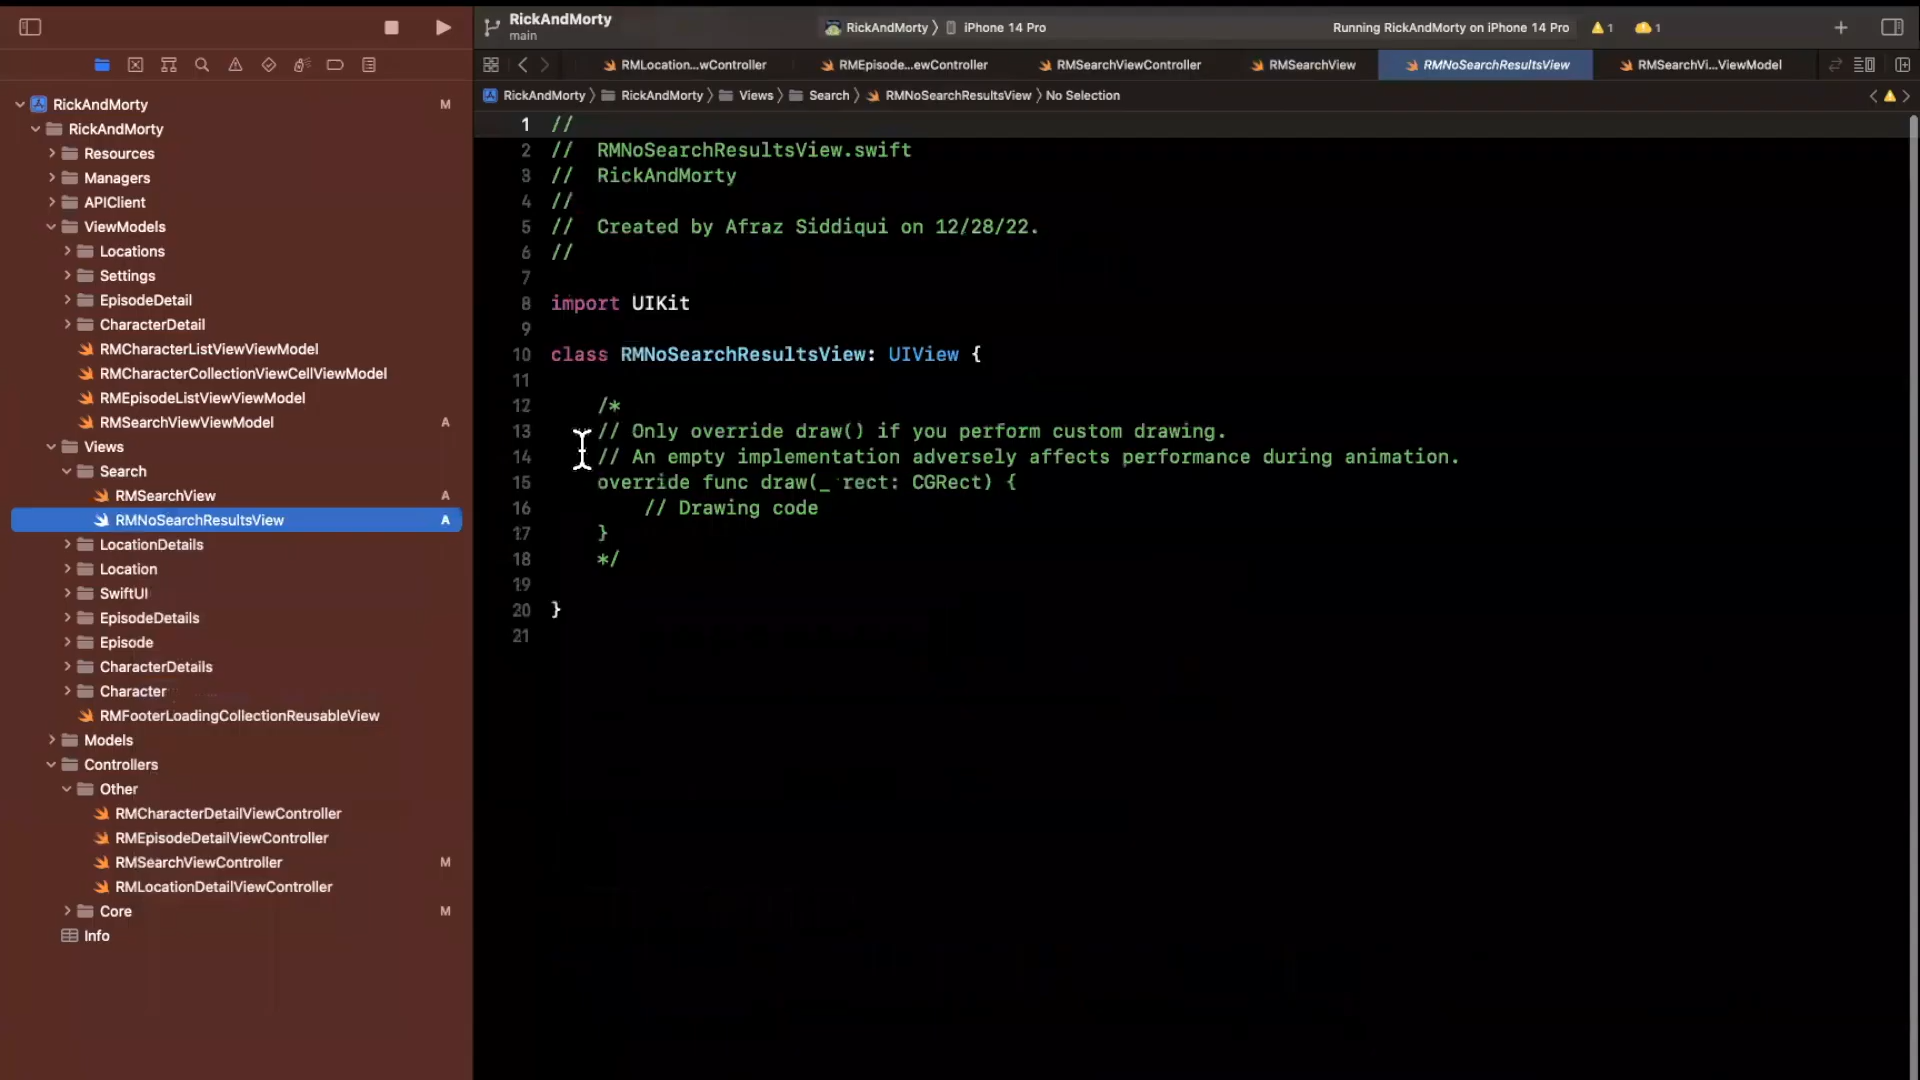 RickAndMorty
main
RickAndMorty
iPhone 14 Pro
Running RickAndMorty on iPhone 14 Pro
1
1
RMLocation...wController
RMEpisode...ewController
RMSearchViewController
RMSearchView
RMNoSearchResultsView
RMSearchVi...ViewModel
RickAndMorty
RickAndMorty
Views
Search
RMNoSearchResultsView
No Selection
RickAndMorty M
RickAndMorty
Resources
Managers
APIClient
ViewModels
Locations
Settings
EpisodeDetail
CharacterDetail
RMCharacterListViewViewModel
RMCharacterCollectionViewCellViewModel
RMEpisodeListViewViewModel
RMSearchViewViewModel A
Views
Search
RMSearchView A
RMNoSearchResultsView A
LocationDetails
Location
SwiftUI
EpisodeDetails
Episode
CharacterDetails
Character
RMFooterLoadingCollectionReusableView
Models
Controllers
Other
RMCharacterDetailViewController
RMEpisodeDetailViewController
RMSearchViewController M
RMLocationDetailViewController
Core M
Info
1 //
2 // RMNoSearchResultsView.swift
3 // RickAndMorty
4 //
5 // Created by Afraz Siddiqui on 12/28/22.
6 //
7
8 import UIKit
9
10 class RMNoSearchResultsView: UIView {
11
12 /*
13 // Only override draw() if you perform custom drawing.
14 // An empty implementation adversely affects performance during animation.
15 override func draw(_ rect: CGRect) {
16 // Drawing code
17 }
18 */
19
20 }
21